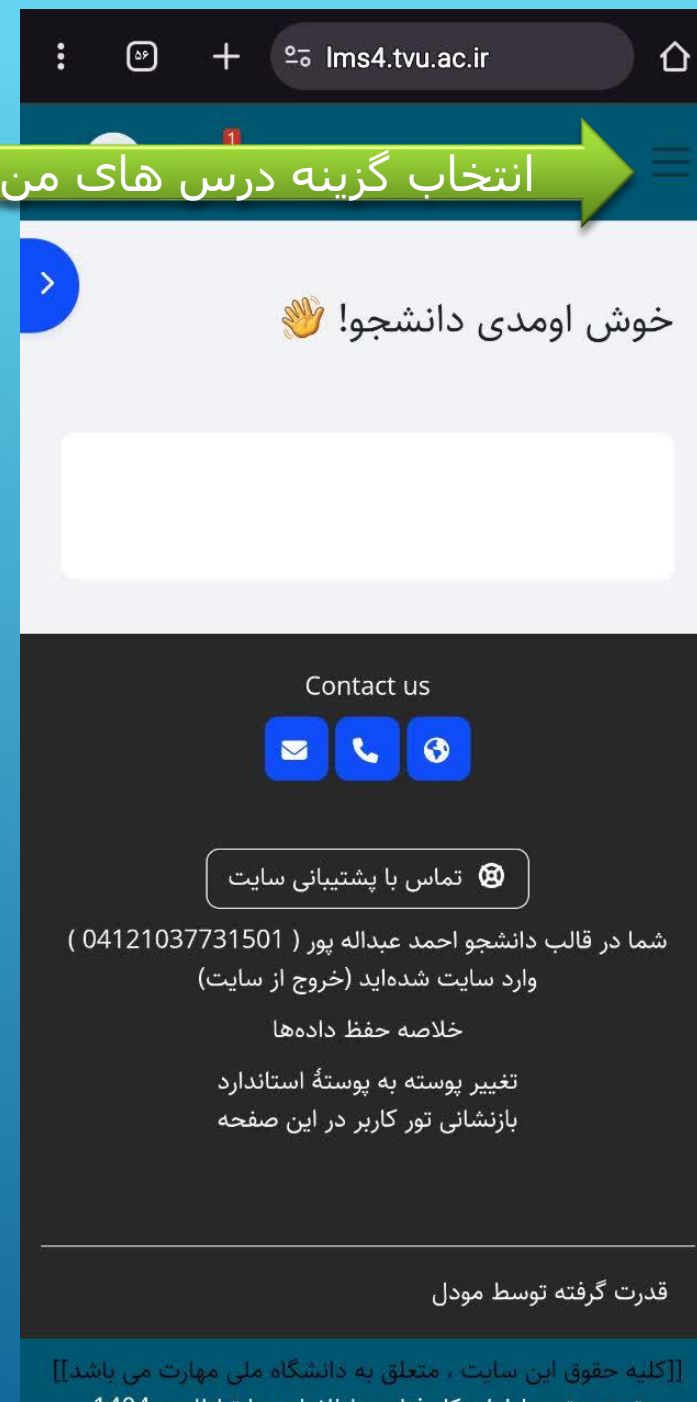 ۵۶
lms4.tvu.ac.ir
1
انتخاب گزینه درس های من
خوش اومدی دانشجو! 👋
Contact us
تماس با پشتیبانی سایت
شما در قالب دانشجو احمد عبداله پور ( 04121037731501 )
وارد سایت شده‌اید (خروج از سایت)
خلاصه حفظ داده‌ها
تغییر پوسته به پوستهٔ استاندارد
بازنشانی تور کاربر در این صفحه
قدرت گرفته توسط مودل
[[کلیه حقوق این سایت ، متعلق به دانشگاه ملی مهارت می باشد]]
1404